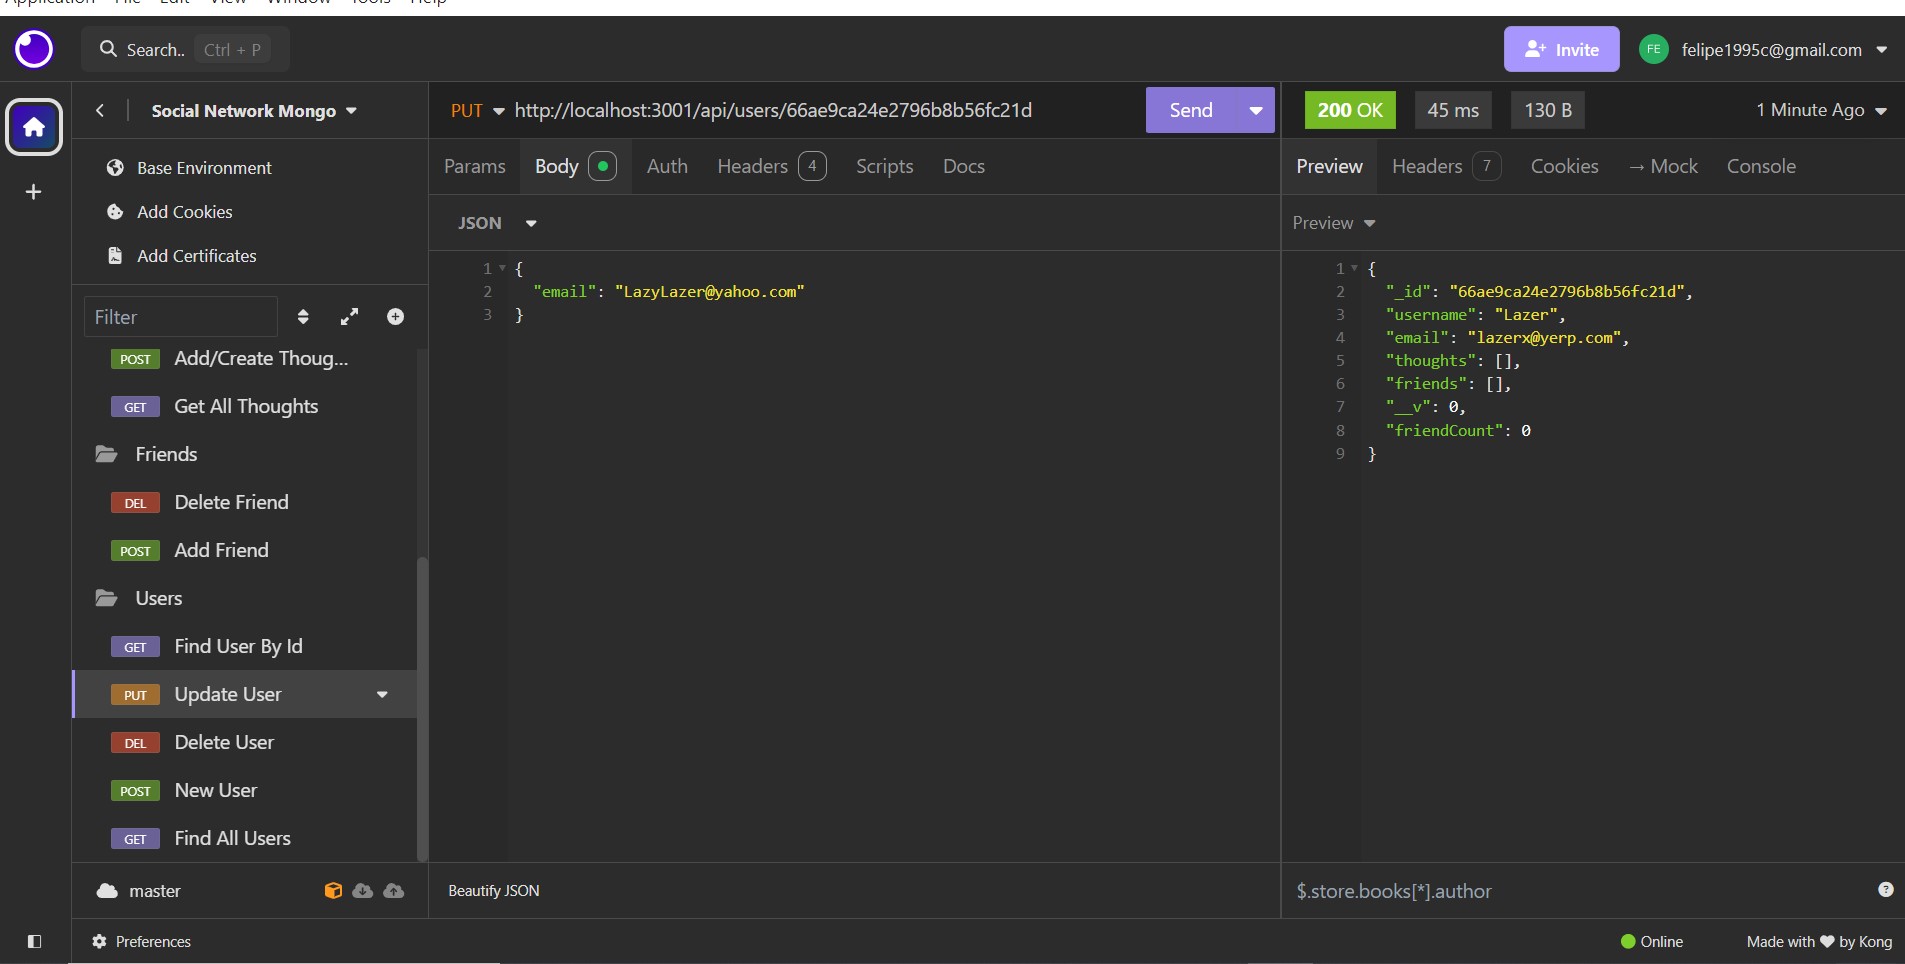 Application File Edit View Window Tools Help
Search.. Ctrl + P
Invite
FE felipe1995c@gmail.com
Social Network Mongo
Base Environment
Add Cookies
Add Certificates
Filter
POST Add/Create Thoug...
GET Get All Thoughts
Friends
DEL Delete Friend
POST Add Friend
Users
GET Find User By Id
PUT Update User
DEL Delete User
POST New User
GET Find All Users
master
PUT http://localhost:3001/api/users/66ae9ca24e2796b8b56fc21d Send
Params Body Auth Headers 4 Scripts Docs
JSON
1 {
2 "email": "LazyLazer@yahoo.com"
3 }
Beautify JSON
200 OK 45 ms 130 B 1 Minute Ago
Preview Headers 7 Cookies → Mock Console
Preview
1 {
2 "_id": "66ae9ca24e2796b8b56fc21d",
3 "username": "Lazer",
4 "email": "lazerx@yerp.com",
5 "thoughts": [],
6 "friends": [],
7 "__v": 0,
8 "friendCount": 0
9 }
$.store.books[*].author
?
Preferences
Online
Made with ❤ by Kong